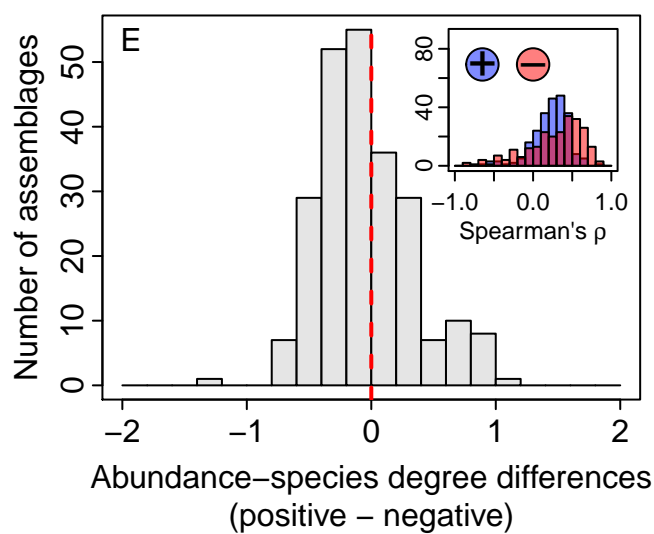 E
Number of assemblages
50
40
30
20
10
0
−2 −1 0 1 2
Abundance−species degree differences
(positive − negative)
80
40
0
+ −
−1.0 0.0 1.0
Spearman's ρ